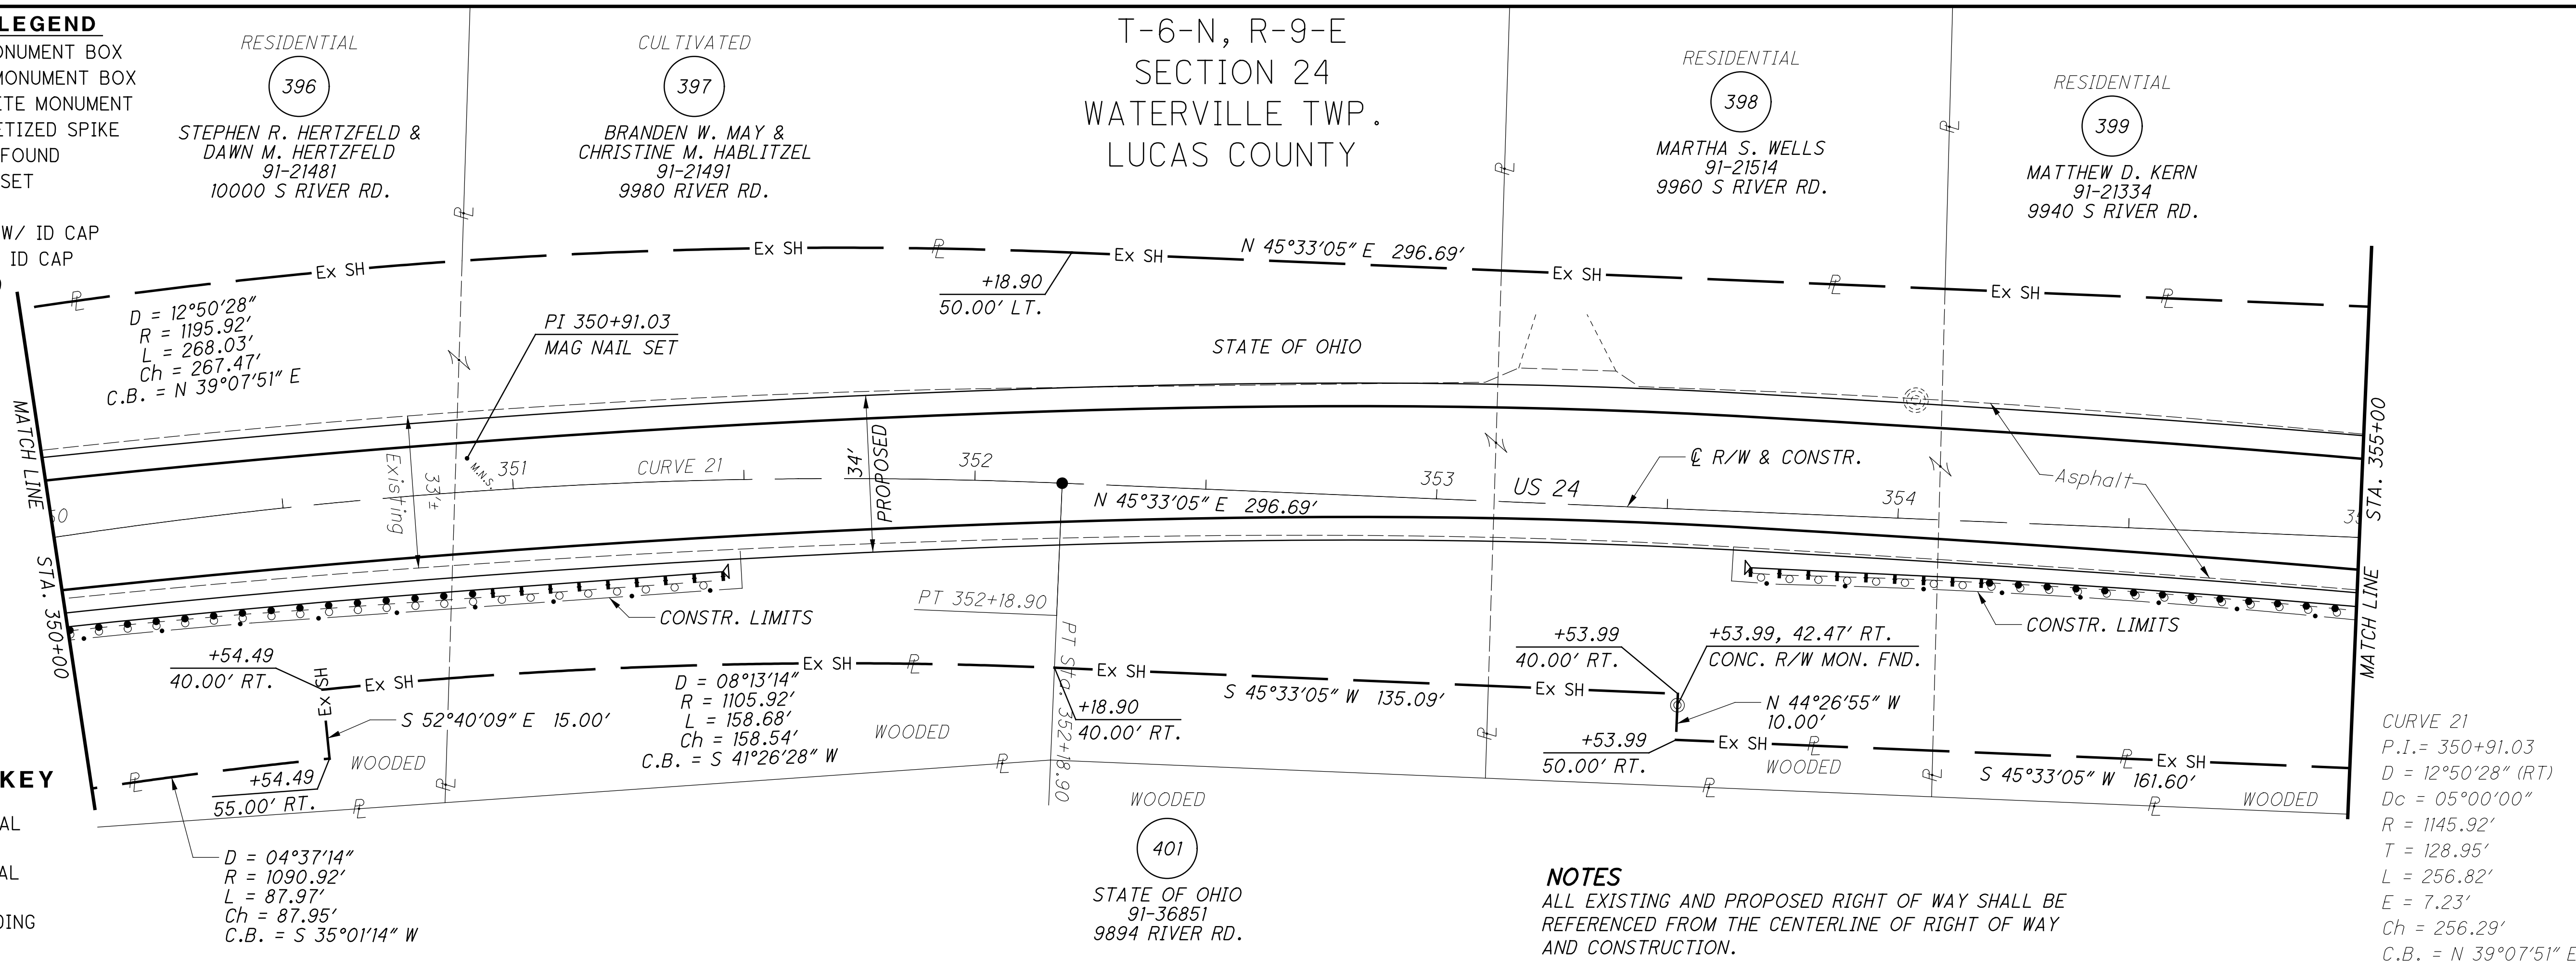 LEGEND
MONUMENT BOX
MONUMENT BOX
MONUMENT
SPIKE
FOUND
SET
W/ ID CAP
ID CAP
RESIDENTIAL
396
STEPHEN R. HERTZFELD &
DAWN M. HERTZFELD
91-21481
10000 S RIVER RD.
CULTIVATED
397
BRANDEN W. MAY &
CHRISTINE M. HABLITZEL
91-21491
9980 RIVER RD.
T-6-N, R-9-E
SECTION 24
WATERVILLE TWP.
LUCAS COUNTY
RESIDENTIAL
398
MARTHA S. WELLS
91-21514
9960 S RIVER RD.
RESIDENTIAL
399
MATTHEW D. KERN
91-21334
9940 S RIVER RD.
Ex SH
Ex SH
Ex SH
N 45°33'05" E 296.69'
Ex SH
Ex SH
D = 12°50'28"
R = 1195.92'
L = 268.03'
Ch = 267.47'
C.B. = N 39°07'51" E
+18.90
50.00' LT.
PI 350+91.03
MAG NAIL SET
STATE OF OHIO
MATCH LINE STA. 350+00
Existing
33'±
M.N.S.
351
CURVE 21
34'
PROPOSED
352
N 45°33'05" E 296.69'
353
US 24
℄ R/W & CONSTR.
354
Asphalt
MATCH LINE STA. 355+00
CONSTR. LIMITS
PT 352+18.90
PT Sta. 352+18.90
CONSTR. LIMITS
+54.49
40.00' RT.
Ex SH
Ex SH
S 52°40'09" E 15.00'
Ex SH
D = 08°13'14"
R = 1105.92'
L = 158.68'
Ch = 158.54'
C.B. = S 41°26'28" W
Ex SH
+18.90
40.00' RT.
S 45°33'05" W 135.09'
Ex SH
+53.99
40.00' RT.
+53.99, 42.47' RT.
CONC. R/W MON. FND.
N 44°26'55" W
10.00'
+53.99
50.00' RT.
Ex SH
Ex SH
S 45°33'05" W 161.60'
WOODED
WOODED
WOODED
WOODED
+54.49
55.00' RT.
D = 04°37'14"
R = 1090.92'
L = 87.97'
Ch = 87.95'
C.B. = S 35°01'14" W
KEY
WOODED
401
STATE OF OHIO
91-36851
9894 RIVER RD.
NOTES
ALL EXISTING AND PROPOSED RIGHT OF WAY SHALL BE
REFERENCED FROM THE CENTERLINE OF RIGHT OF WAY
AND CONSTRUCTION.
CURVE 21
P.I.= 350+91.03
D = 12°50'28" (RT)
Dc = 05°00'00"
R = 1145.92'
T = 128.95'
L = 256.82'
E = 7.23'
Ch = 256.29'
C.B. = N 39°07'51" E